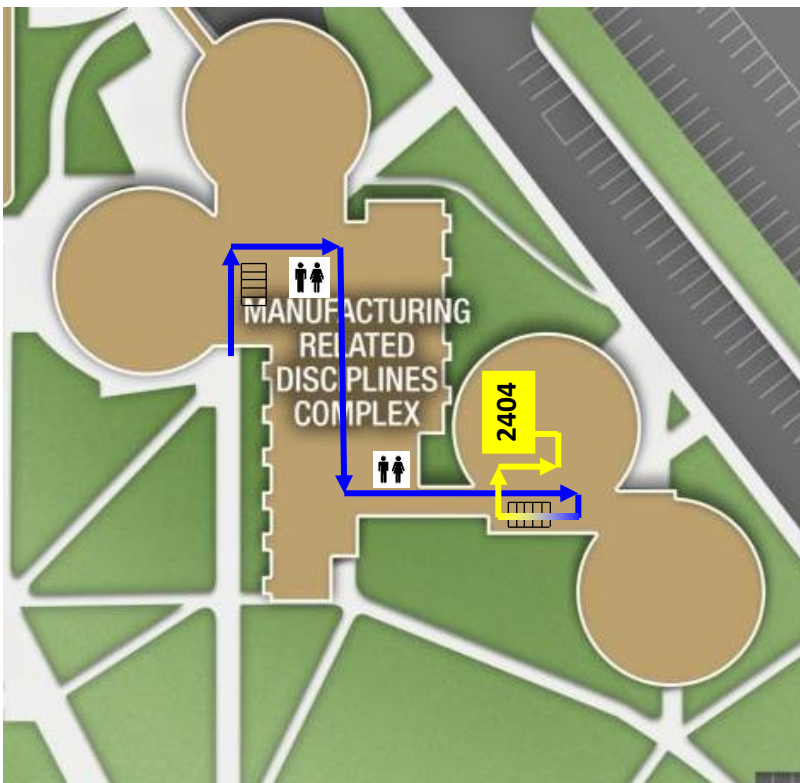 MANUFACTURING
RELATED
DISCIPLINES
COMPLEX
2404